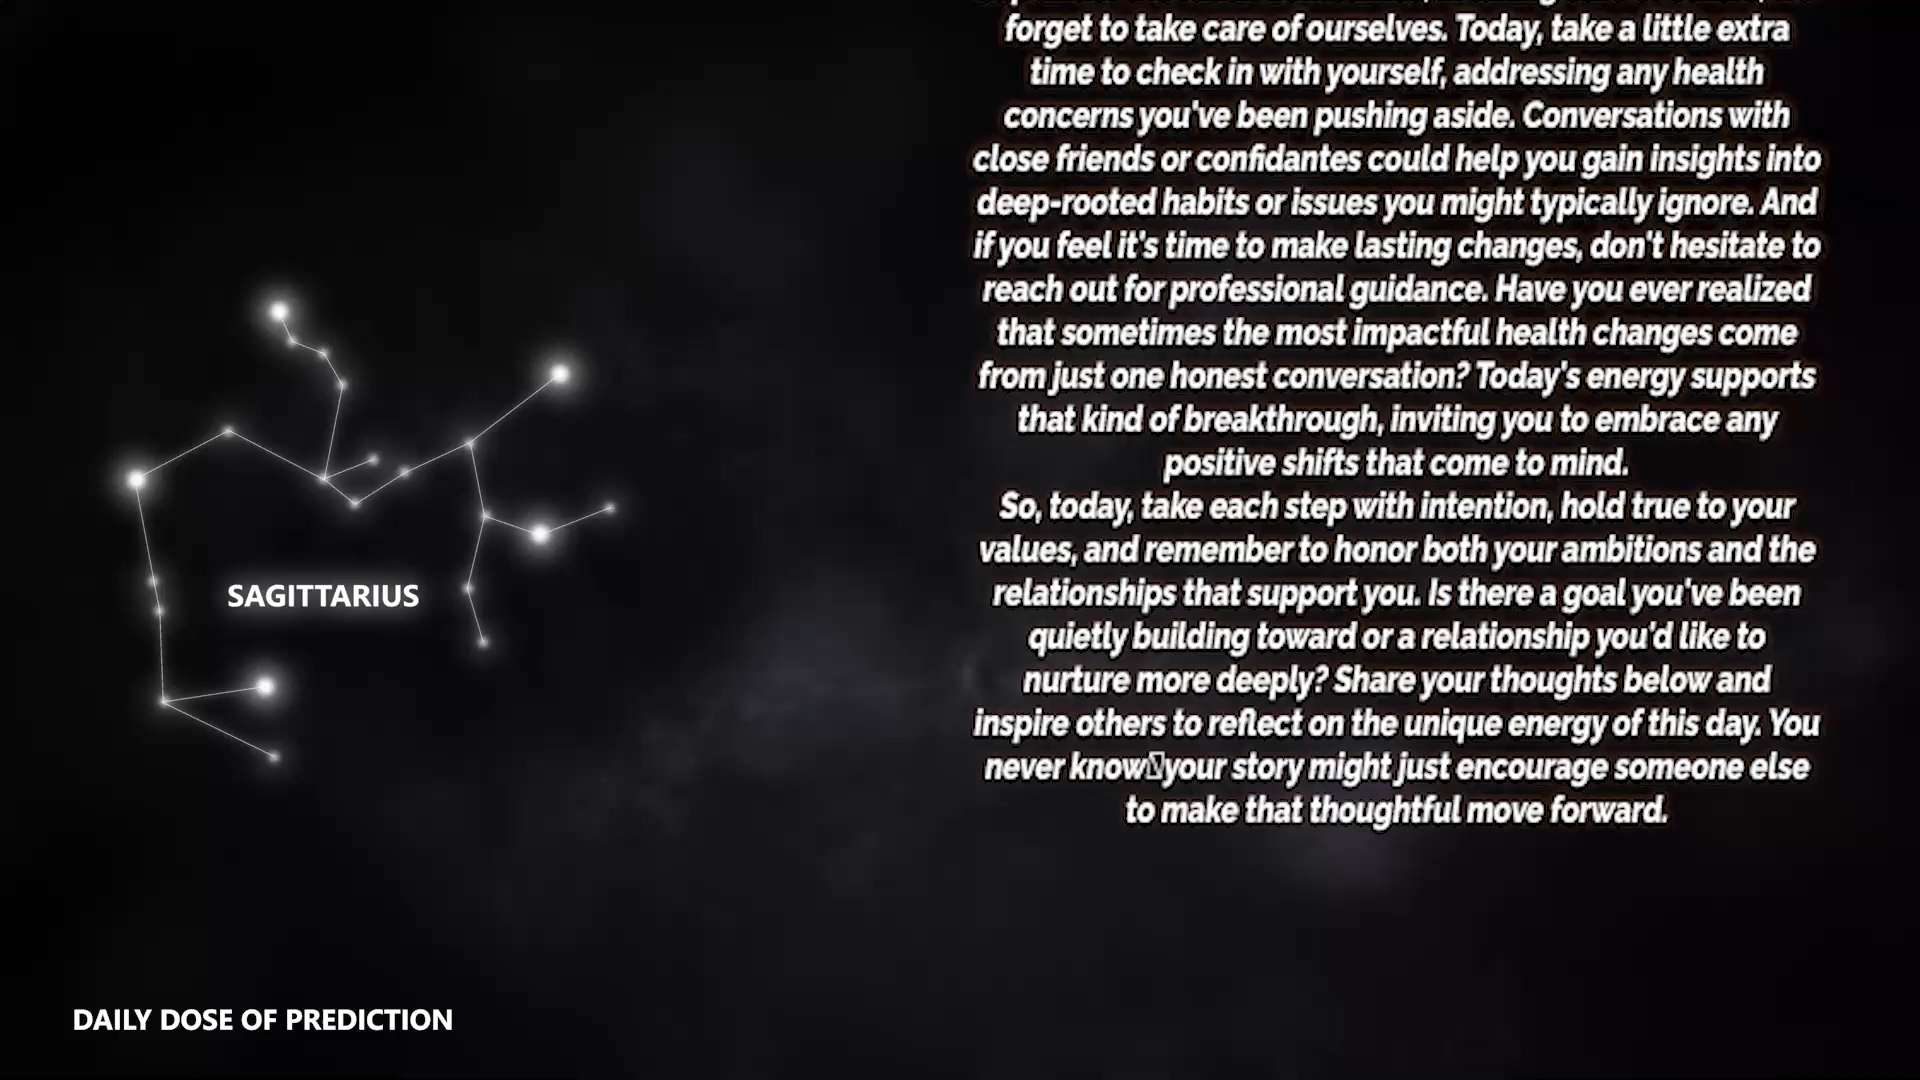 forget to take care of ourselves. Today, take a little extra
time to check in with yourself, addressing any health
concerns you've been pushing aside. Conversations with
close friends or confidantes could help you gain insights into
deep-rooted habits or issues you might typically ignore. And
if you feel it's time to make lasting changes, don't hesitate to
reach out for professional guidance. Have you ever realized
that sometimes the most impactful health changes come
from just one honest conversation? Today's energy supports
that kind of breakthrough, inviting you to embrace any
positive shifts that come to mind.
So, today, take each step with intention, hold true to your
values, and remember to honor both your ambitions and the
relationships that support you. Is there a goal you've been
quietly building toward or a relationship you'd like to
nurture more deeply? Share your thoughts below and
inspire others to reflect on the unique energy of this day. You
never know▯your story might just encourage someone else
to make that thoughtful move forward.
SAGITTARIUS
DAILY DOSE OF PREDICTION